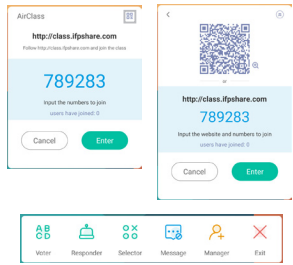 AirClass
http://class.ifpshare.com
Follow http://class.ifpshare.com and join the class
789283
Input the numbers to join
users have joined: 0
Cancel
Enter
or
http://class.ifpshare.com
789283
Input the website and numbers to join
users have joined: 0
Cancel
Enter
AB
CD
Voter
Responder
Selector
Message
Manager
Exit